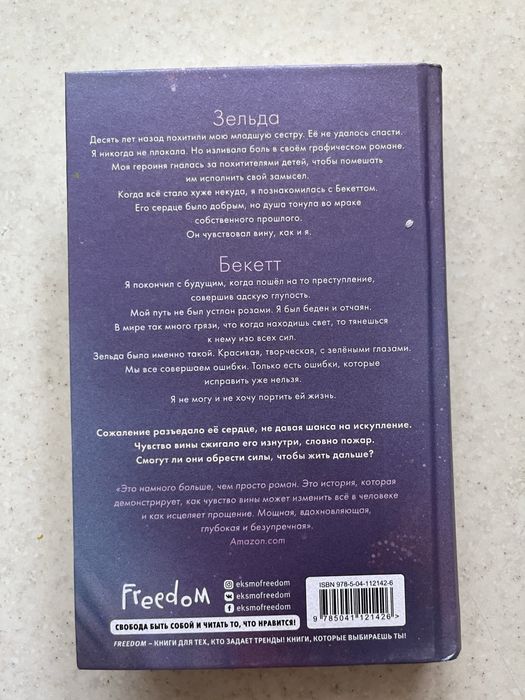 Зельда
Десять лет назад похитили мою младшую сестру. Её не удалось спасти.
Я никогда не плакала. Но изливала боль в своём графическом романе.
Моя героиня гналась за похитителями детей, чтобы помешать
им исполнить свой замысел.
Когда всё стало хуже некуда, я познакомилась с Бекеттом.
Его сердце было добрым, но душа тонула во мраке
собственного прошлого.
Он чувствовал вину, как и я.
Бекетт
Я покончил с будущим, когда пошёл на то преступление,
совершив адскую глупость.
Мой путь не был устлан розами. Я был беден и отчаян.
В мире так много грязи, что когда находишь свет, то тянешься
к нему изо всех сил.
Зельда была именно такой. Красивая, творческая, с зелёными глазами.
Мы все совершаем ошибки. Только есть ошибки, которые
исправить уже нельзя.
Я не могу и не хочу портить ей жизнь.
Сожаление разъедало её сердце, не давая шанса на искупление.
Чувство вины сжигало его изнутри, словно пожар.
Смогут ли они обрести силы, чтобы жить дальше?
«Это намного больше, чем просто роман. Это история, которая
демонстрирует, как чувство вины может изменить всё в человеке
и как исцеляет прощение. Мощная, вдохновляющая,
глубокая и безупречная».
Amazon.com
Freedom
eksmofreedom
eksmofreedom
eksmofreedom
СВОБОДА БЫТЬ СОБОЙ И ЧИТАТЬ ТО, ЧТО НРАВИТСЯ!
FREEDOM – КНИГИ ДЛЯ ТЕХ, КТО ЗАДАЕТ ТРЕНДЫ! КНИГИ, КОТОРЫЕ ВЫБИРАЕШЬ ТЫ!
ISBN 978-5-04-112142-6
9 785041 121426 >